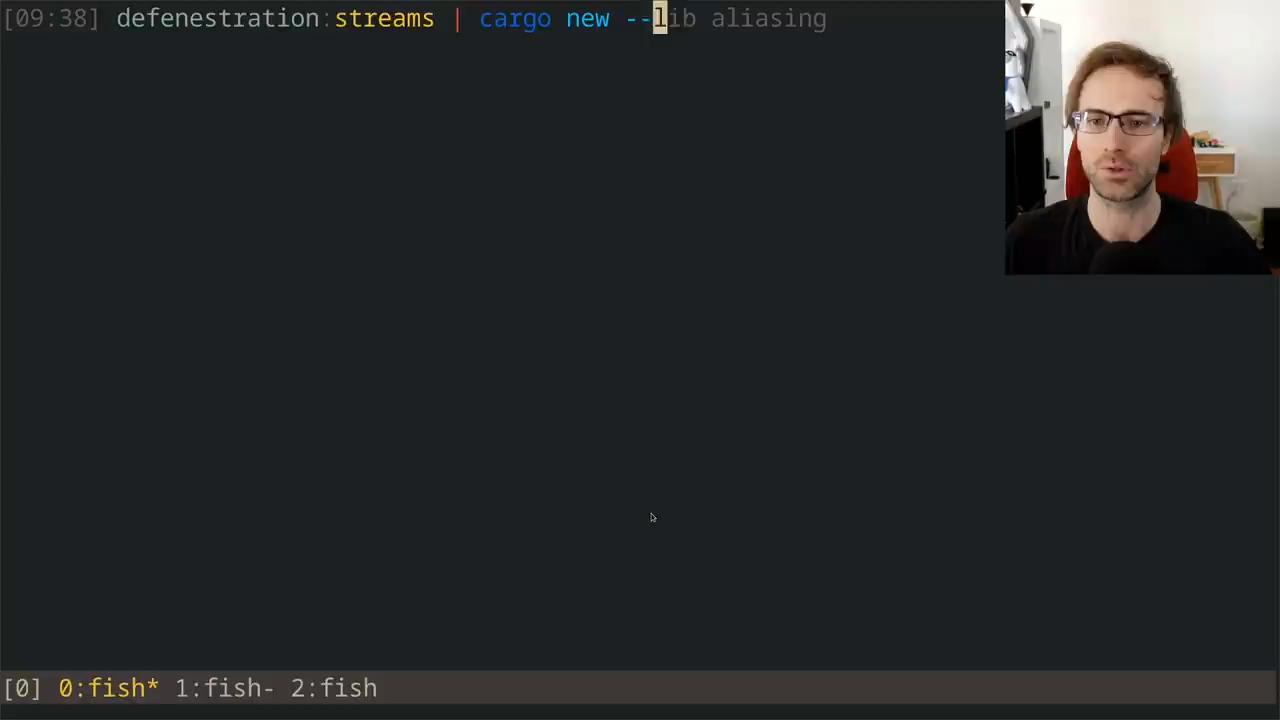 [09:38] defenestration:streams | cargo new --lib aliasing
[0] 0:fish* 1:fish- 2:fish